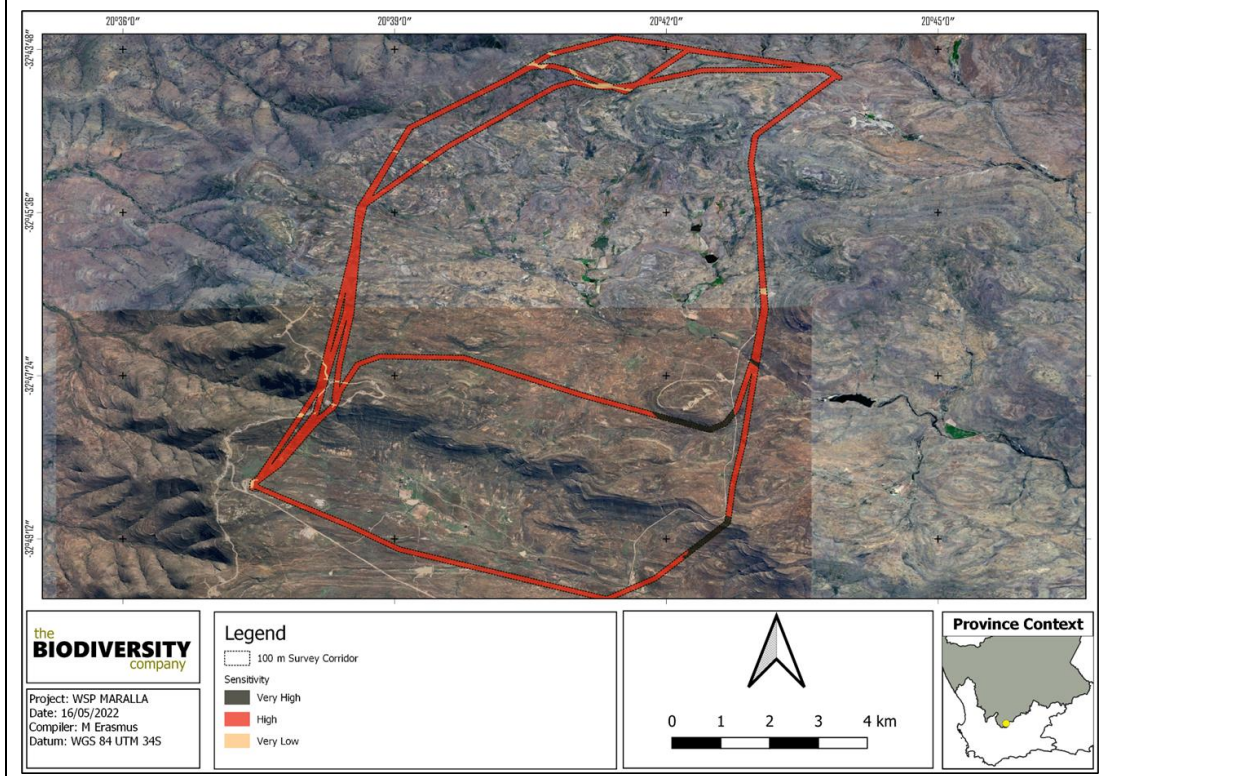 20°36′0″
20°39′0″
20°42′0″
20°45′0″
-32°43′48″
-32°45′36″
-32°47′24″
-32°49′12″
the
BIODIVERSITY
company
Project: WSP MARALLA
Date: 16/05/2022
Compiler: M Erasmus
Datum: WGS 84 UTM 34S
Legend
100 m Survey Corridor
Sensitivity
Very High
High
Very Low
0 1 2 3 4 km
Province Context